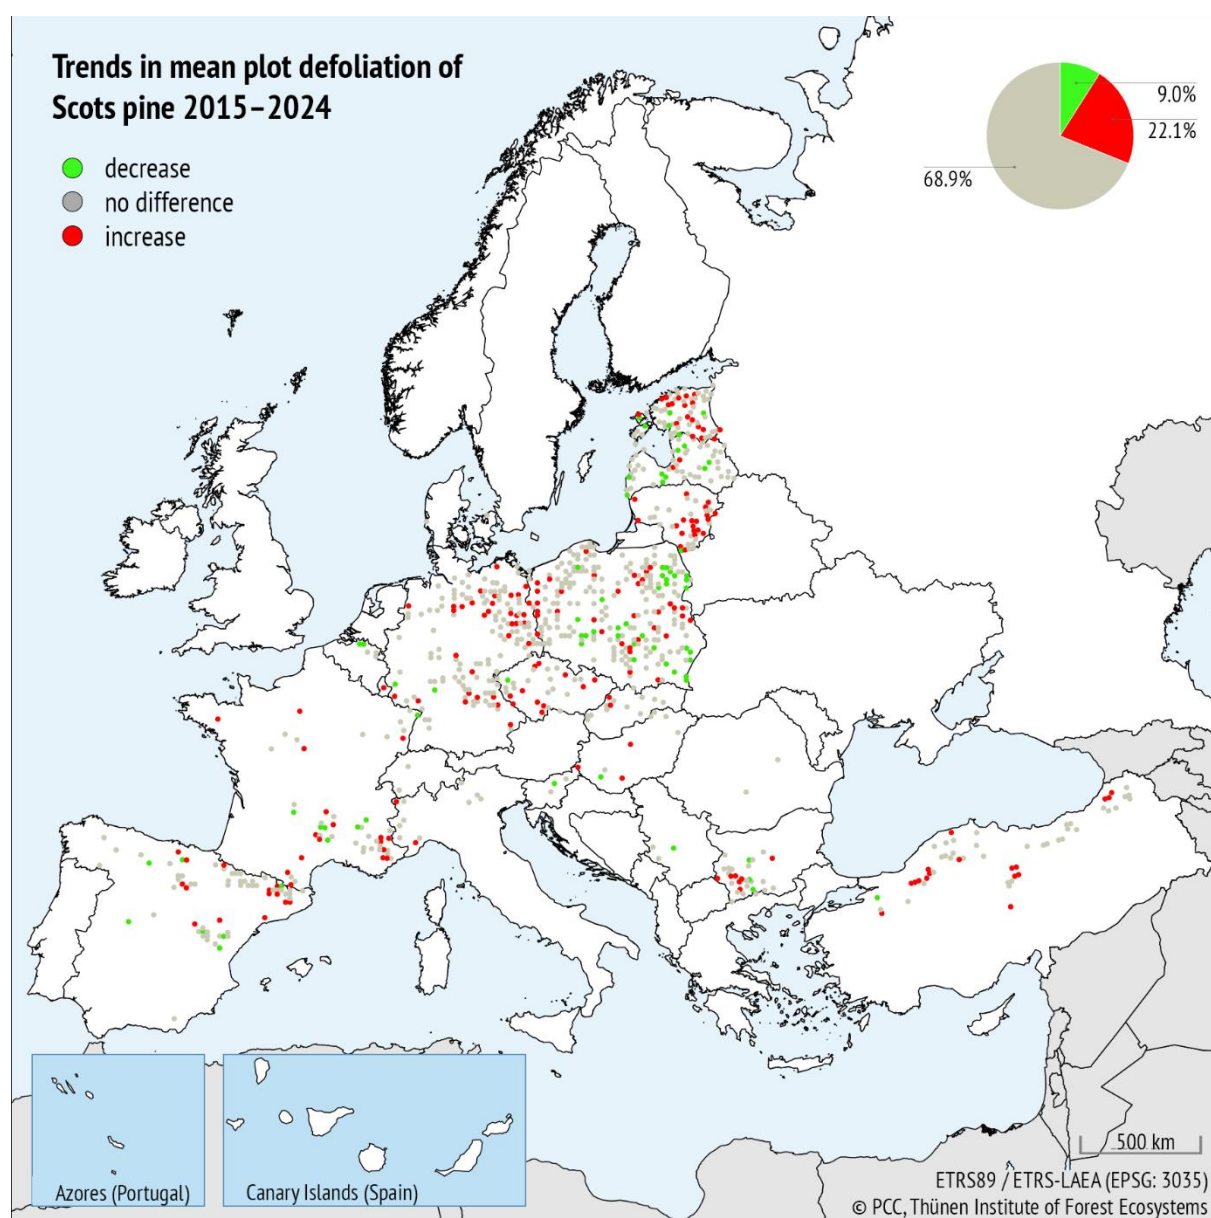 Trends in mean plot defoliation of
Scots pine 2015–2024
decrease
no difference
increase
9.0%
22.1%
68.9%
Azores (Portugal)
Canary Islands (Spain)
500 km
ETRS89 / ETRS-LAEA (EPSG: 3035)
© PCC, Thünen Institute of Forest Ecosystems